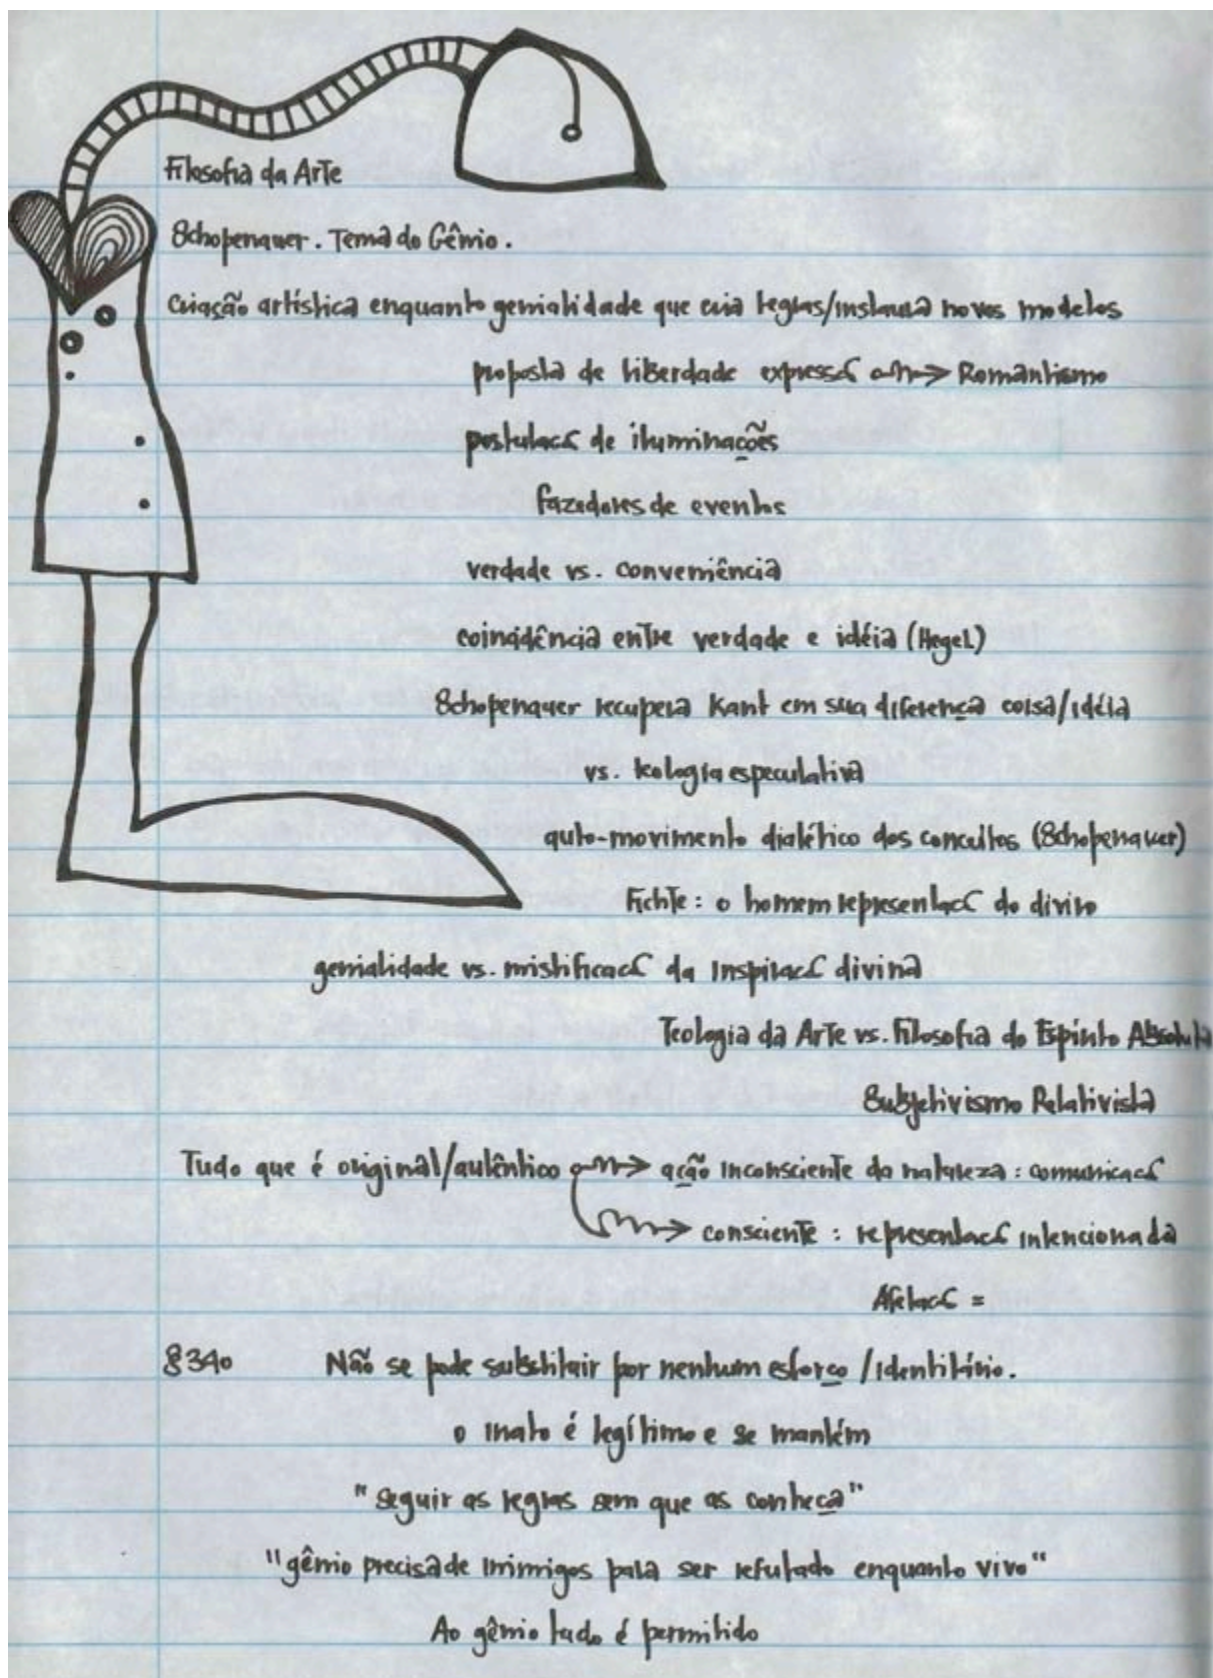 Filosofia da Arte
Schopenauer. Tema do Gênio.
Criação artística enquanto genialidade que cria regras/instaura novos modelos
proposta de liberdade expressão → Romantismo
postulação de iluminações
fazedores de eventos
verdade vs. conveniência
coincidência entre verdade e idéia (Hegel)
Schopenauer recupera Kant em sua diferença coisa/idéia
vs. teologia especulativa
auto-movimento dialético dos conceitos (Schopenauer)
Fichte: o homem representação do divino
genialidade vs. mistificação da inspiração divina
Teologia da Arte vs. Filosofia do Espírito Absoluto
Subjetivismo Relativista
Tudo que é original/autêntico → ação inconsciente da natureza: comunicação
→ consciente: representação intencionada
Afetação =
§340 Não se pode substituir por nenhum esforço/identitário.
o inato é legítimo e se mantém
"seguir as regras sem que as conheça"
"gênio precisa de inimigos para ser refutado enquanto vivo"
Ao gênio tudo é permitido